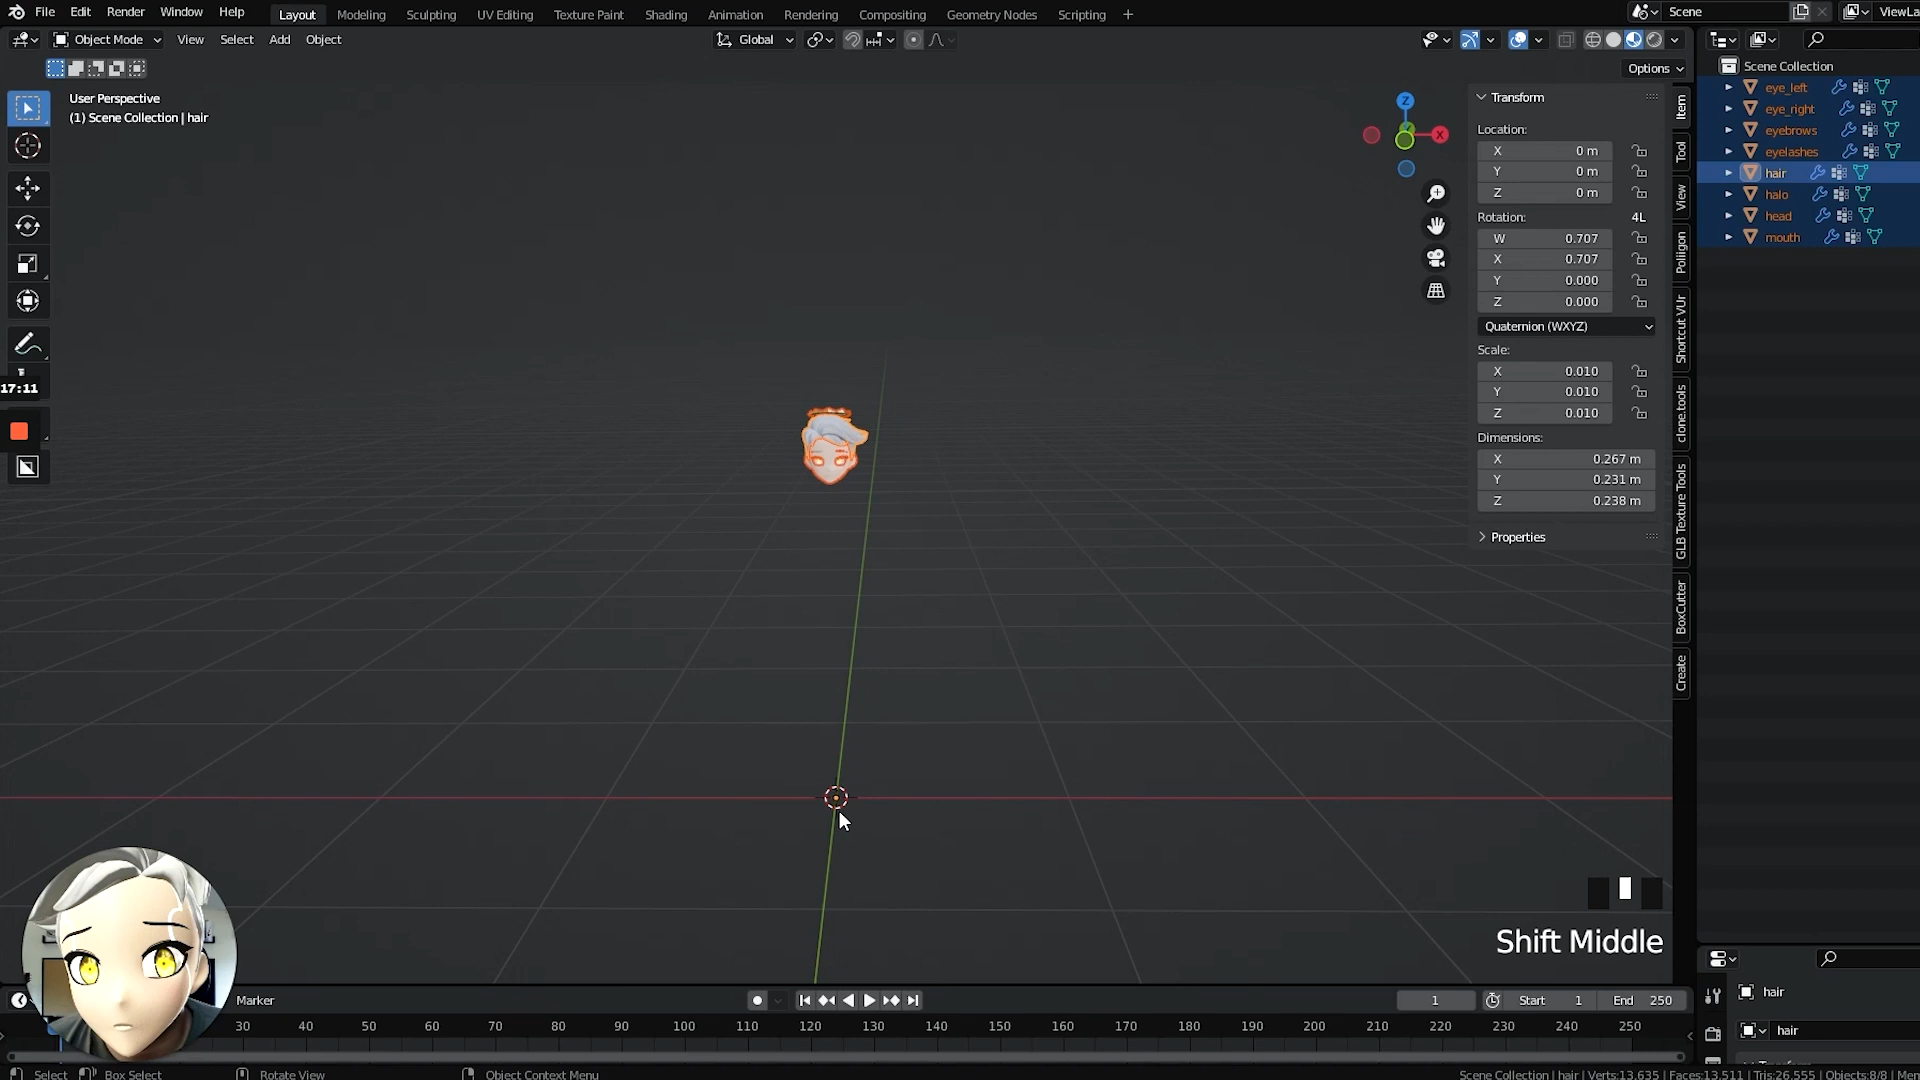 File Edit Render Window Help Layout Modeling Sculpting UV Editing Texture Paint Shading Animation Rendering Compositing Geometry Nodes Scripting + Scene ViewLa
Object Mode View Select Add Object Global
Options
User Perspective
(1) Scene Collection | hair
Z
X
Transform
Location:
X 0 m
Y 0 m
Z 0 m
Rotation: 4L
W 0.707
X 0.707
Y 0.000
Z 0.000
Quaternion (WXYZ)
Scale:
X 0.010
Y 0.010
Z 0.010
Dimensions:
X 0.267 m
Y 0.231 m
Z 0.238 m
Properties
Item
Tool
View
Poliigon
Shortcut VUr
clone.tools
GLB Texture Tools
BoxCutter
Create
Scene Collection
eye_left
eye_right
eyebrows
eyelashes
hair
halo
head
mouth
17:11
Shift Middle
hair
hair
Marker
1 Start 1 End 250
30 40 50 60 70 80 90 100 110 120 130 140 150 160 170 180 190 200 210 220 230 240 250
Select Box Select Rotate View Object Context Menu
Scene Collection | hair | Verts:13,635 | Faces:13,511 | Tris:26,555 | Objects:8/8 | Mem